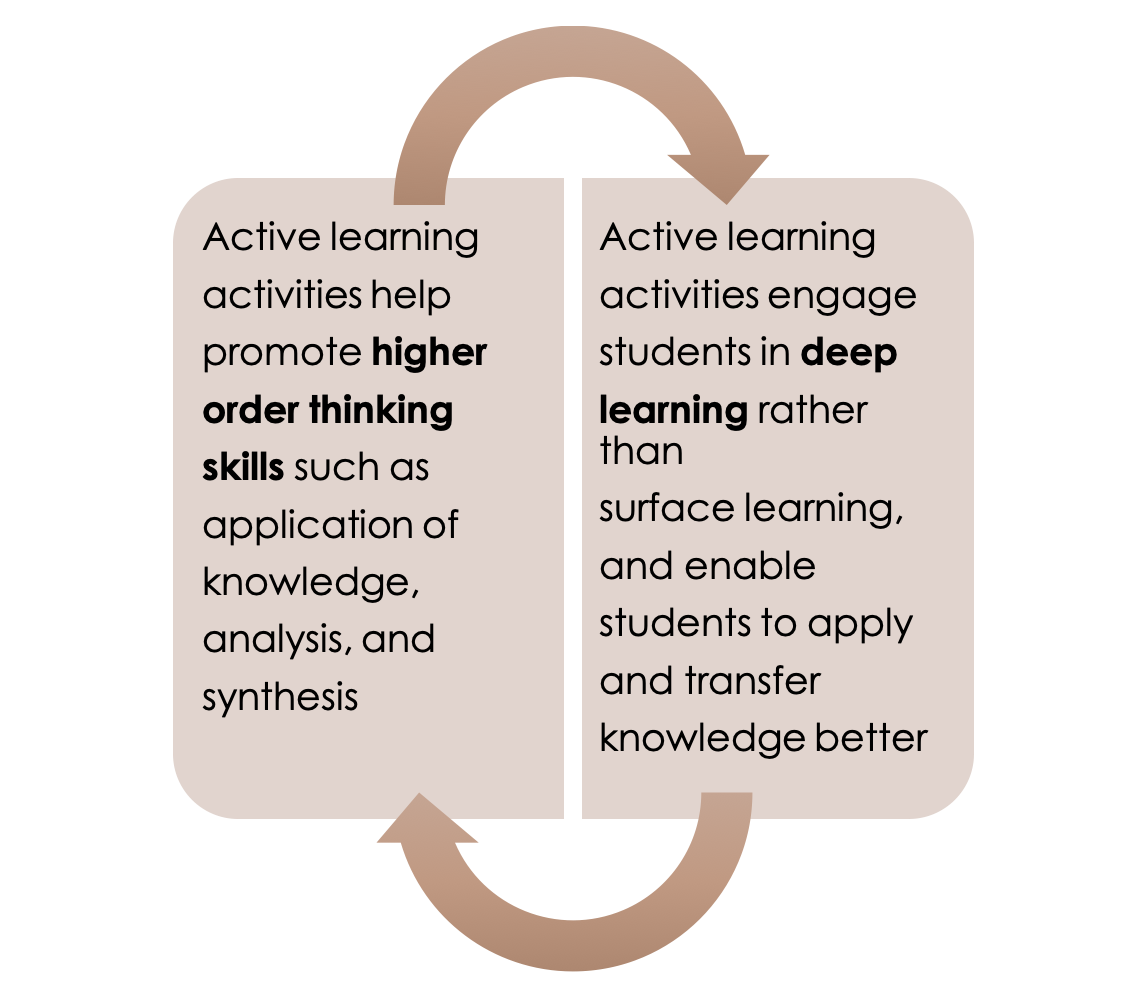 Active learning
activities help
promote higher
order thinking
skills such as
application of
knowledge,
analysis, and
synthesis
Active learning
activities engage
students in deep
learning rather
than
surface learning,
and enable
students to apply
and transfer
knowledge better